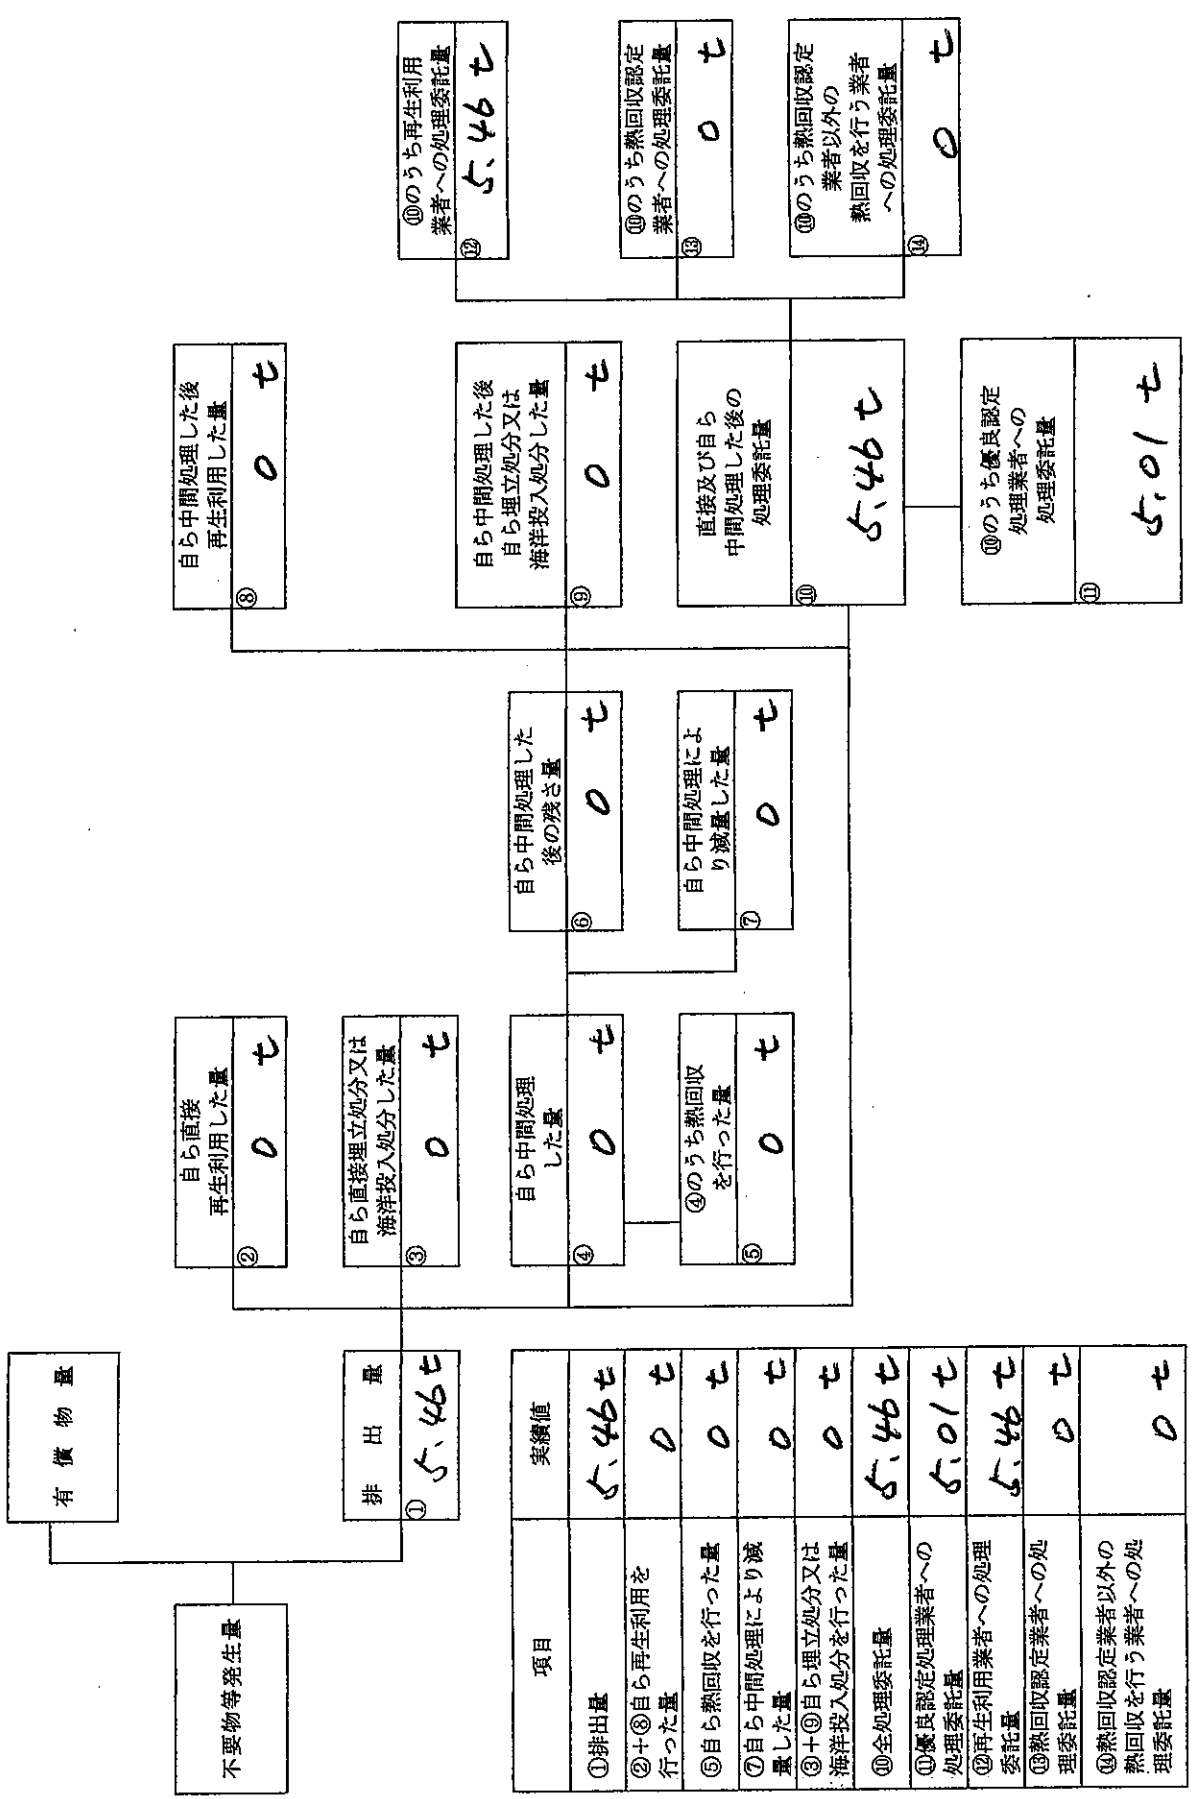 不要物等発生量
有償物量
排出量
① 5.46 t
自ら直接
再生利用した量
② 0 t
自ら直接埋立処分又は
海洋投入処分した量
③ 0 t
自ら中間処理
した量
④ 0 t
④のうち熱回収
を行った量
⑤ 0 t
自ら中間処理した
後の残さ量
⑥ 0 t
自ら中間処理によ
り減量した量
⑦ 0 t
自ら中間処理した後
再生利用した量
⑧ 0 t
自ら中間処理した後
自ら埋立処分又は
海洋投入処分した量
⑨ 0 t
直接及び自ら
中間処理した後の
処理委託量
⑩ 5.46 t
⑩のうち優良認定
処理業者への
処理委託量
⑪ 5.01 t
⑩のうち再生利用
業者への処理委託量
⑫ 5.46 t
⑩のうち熱回収認定
業者への処理委託量
⑬ 0 t
⑩のうち熱回収認定
業者以外の
熱回収を行う業者
への処理委託量
⑭ 0 t
項目 実績値
①排出量 5.46 t
②+⑧自ら再生利用を
行った量 0 t
⑤自ら熱回収を行った量 0 t
⑦自ら中間処理により減
量した量 0 t
③+⑨自ら埋立処分又は
海洋投入処分を行った量 0 t
⑩全処理委託量 5.46 t
⑪優良認定処理業者への
処理委託量 5.01 t
⑫再生利用業者への処理
委託量 5.46 t
⑬熱回収認定業者への処
理委託量 0 t
⑭熱回収認定業者以外の
熱回収を行う業者への処
理委託量 0 t